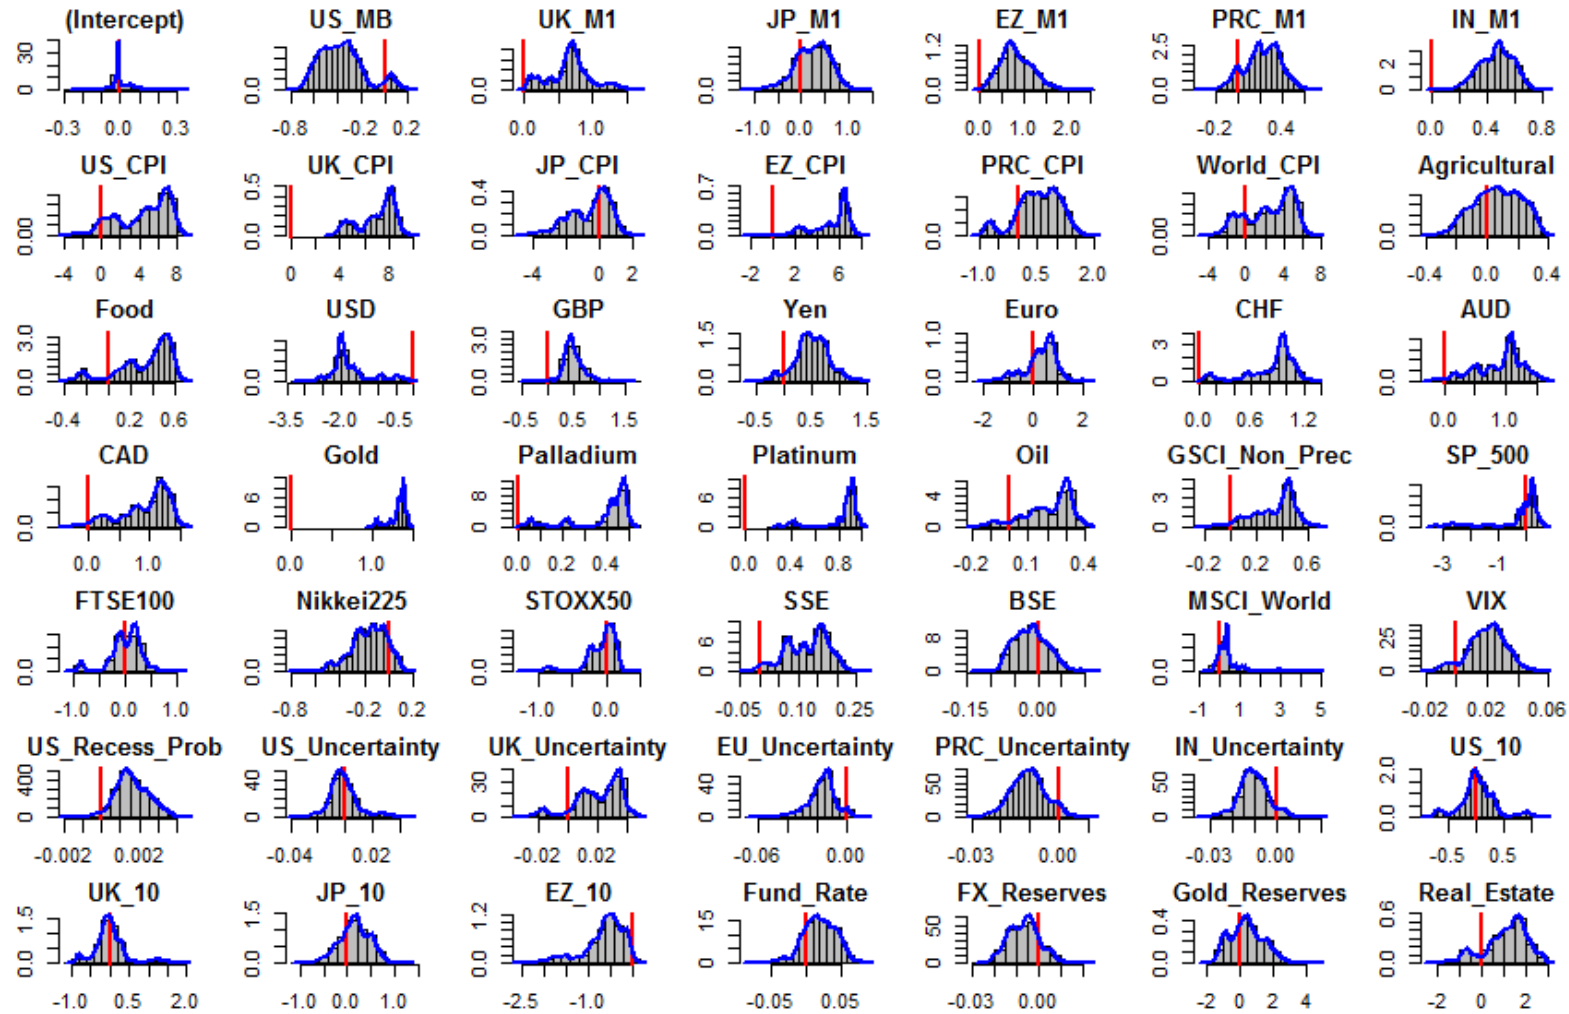 (Intercept) US_MB UK_M1 JP_M1 EZ_M1 PRC_M1 IN_M1
0 30 0.0 0.0 0.0 0.0 1.2 0.0 2.5 0 2
-0.3 0.0 0.3 -0.8 -0.2 0.2 0.0 1.0 -1.0 0.0 1.0 0.0 1.0 2.0 -0.2 0.4 0.0 0.4 0.8
US_CPI UK_CPI JP_CPI EZ_CPI PRC_CPI World_CPI Agricultural
0.00 0.0 0.5 0.0 0.4 0.0 0.7 0.0 0.00 0.0
-4 0 4 8 0 4 8 -4 0 2 -2 2 6 -1.0 0.5 2.0 -4 0 4 8 -0.4 0.0 0.4
Food USD GBP Yen Euro CHF AUD
0.0 3.0 0.0 0.0 3.0 0.0 1.5 0.0 1.0 0 3 0.0
-0.4 0.2 0.6 -3.5 -2.0 -0.5 -0.5 0.5 1.5 -0.5 0.5 1.5 -2 0 2 0.0 0.6 1.2 0.0 1.0
CAD Gold Palladium Platinum Oil GSCI_Non_Prec SP_500
0.0 0 6 0 8 0 6 0 4 0 3 0.0
0.0 1.0 0.0 1.0 0.0 0.2 0.4 0.0 0.4 0.8 -0.2 0.1 0.4 -0.2 0.2 0.6 -3 -1
FTSE100 Nikkei225 STOXX50 SSE BSE MSCI_World VIX
0.0 0.0 0.0 0 6 0 8 0.0 0 25
-1.0 0.0 1.0 -0.8 -0.2 0.2 -1.0 0.0 -0.05 0.10 0.25 -0.15 0.00 -1 1 3 5 -0.02 0.02 0.06
US_Recess_Prob US_Uncertainty UK_Uncertainty EU_Uncertainty PRC_Uncertainty IN_Uncertainty US_10
0 400 0 40 0 30 0 40 0 50 0 50 0.0 2.0
-0.002 0.002 -0.04 0.02 -0.02 0.02 -0.06 0.00 -0.03 0.00 -0.03 0.00 -0.5 0.5
UK_10 JP_10 EZ_10 Fund_Rate FX_Reserves Gold_Reserves Real_Estate
0.0 1.5 0.0 1.5 0.0 1.2 0 15 0 50 0.0 0.4 0.0 0.6
-1.0 0.5 2.0 -1.0 0.0 1.0 -2.5 -1.0 -0.05 0.05 -0.03 0.00 -2 0 2 4 -2 0 2